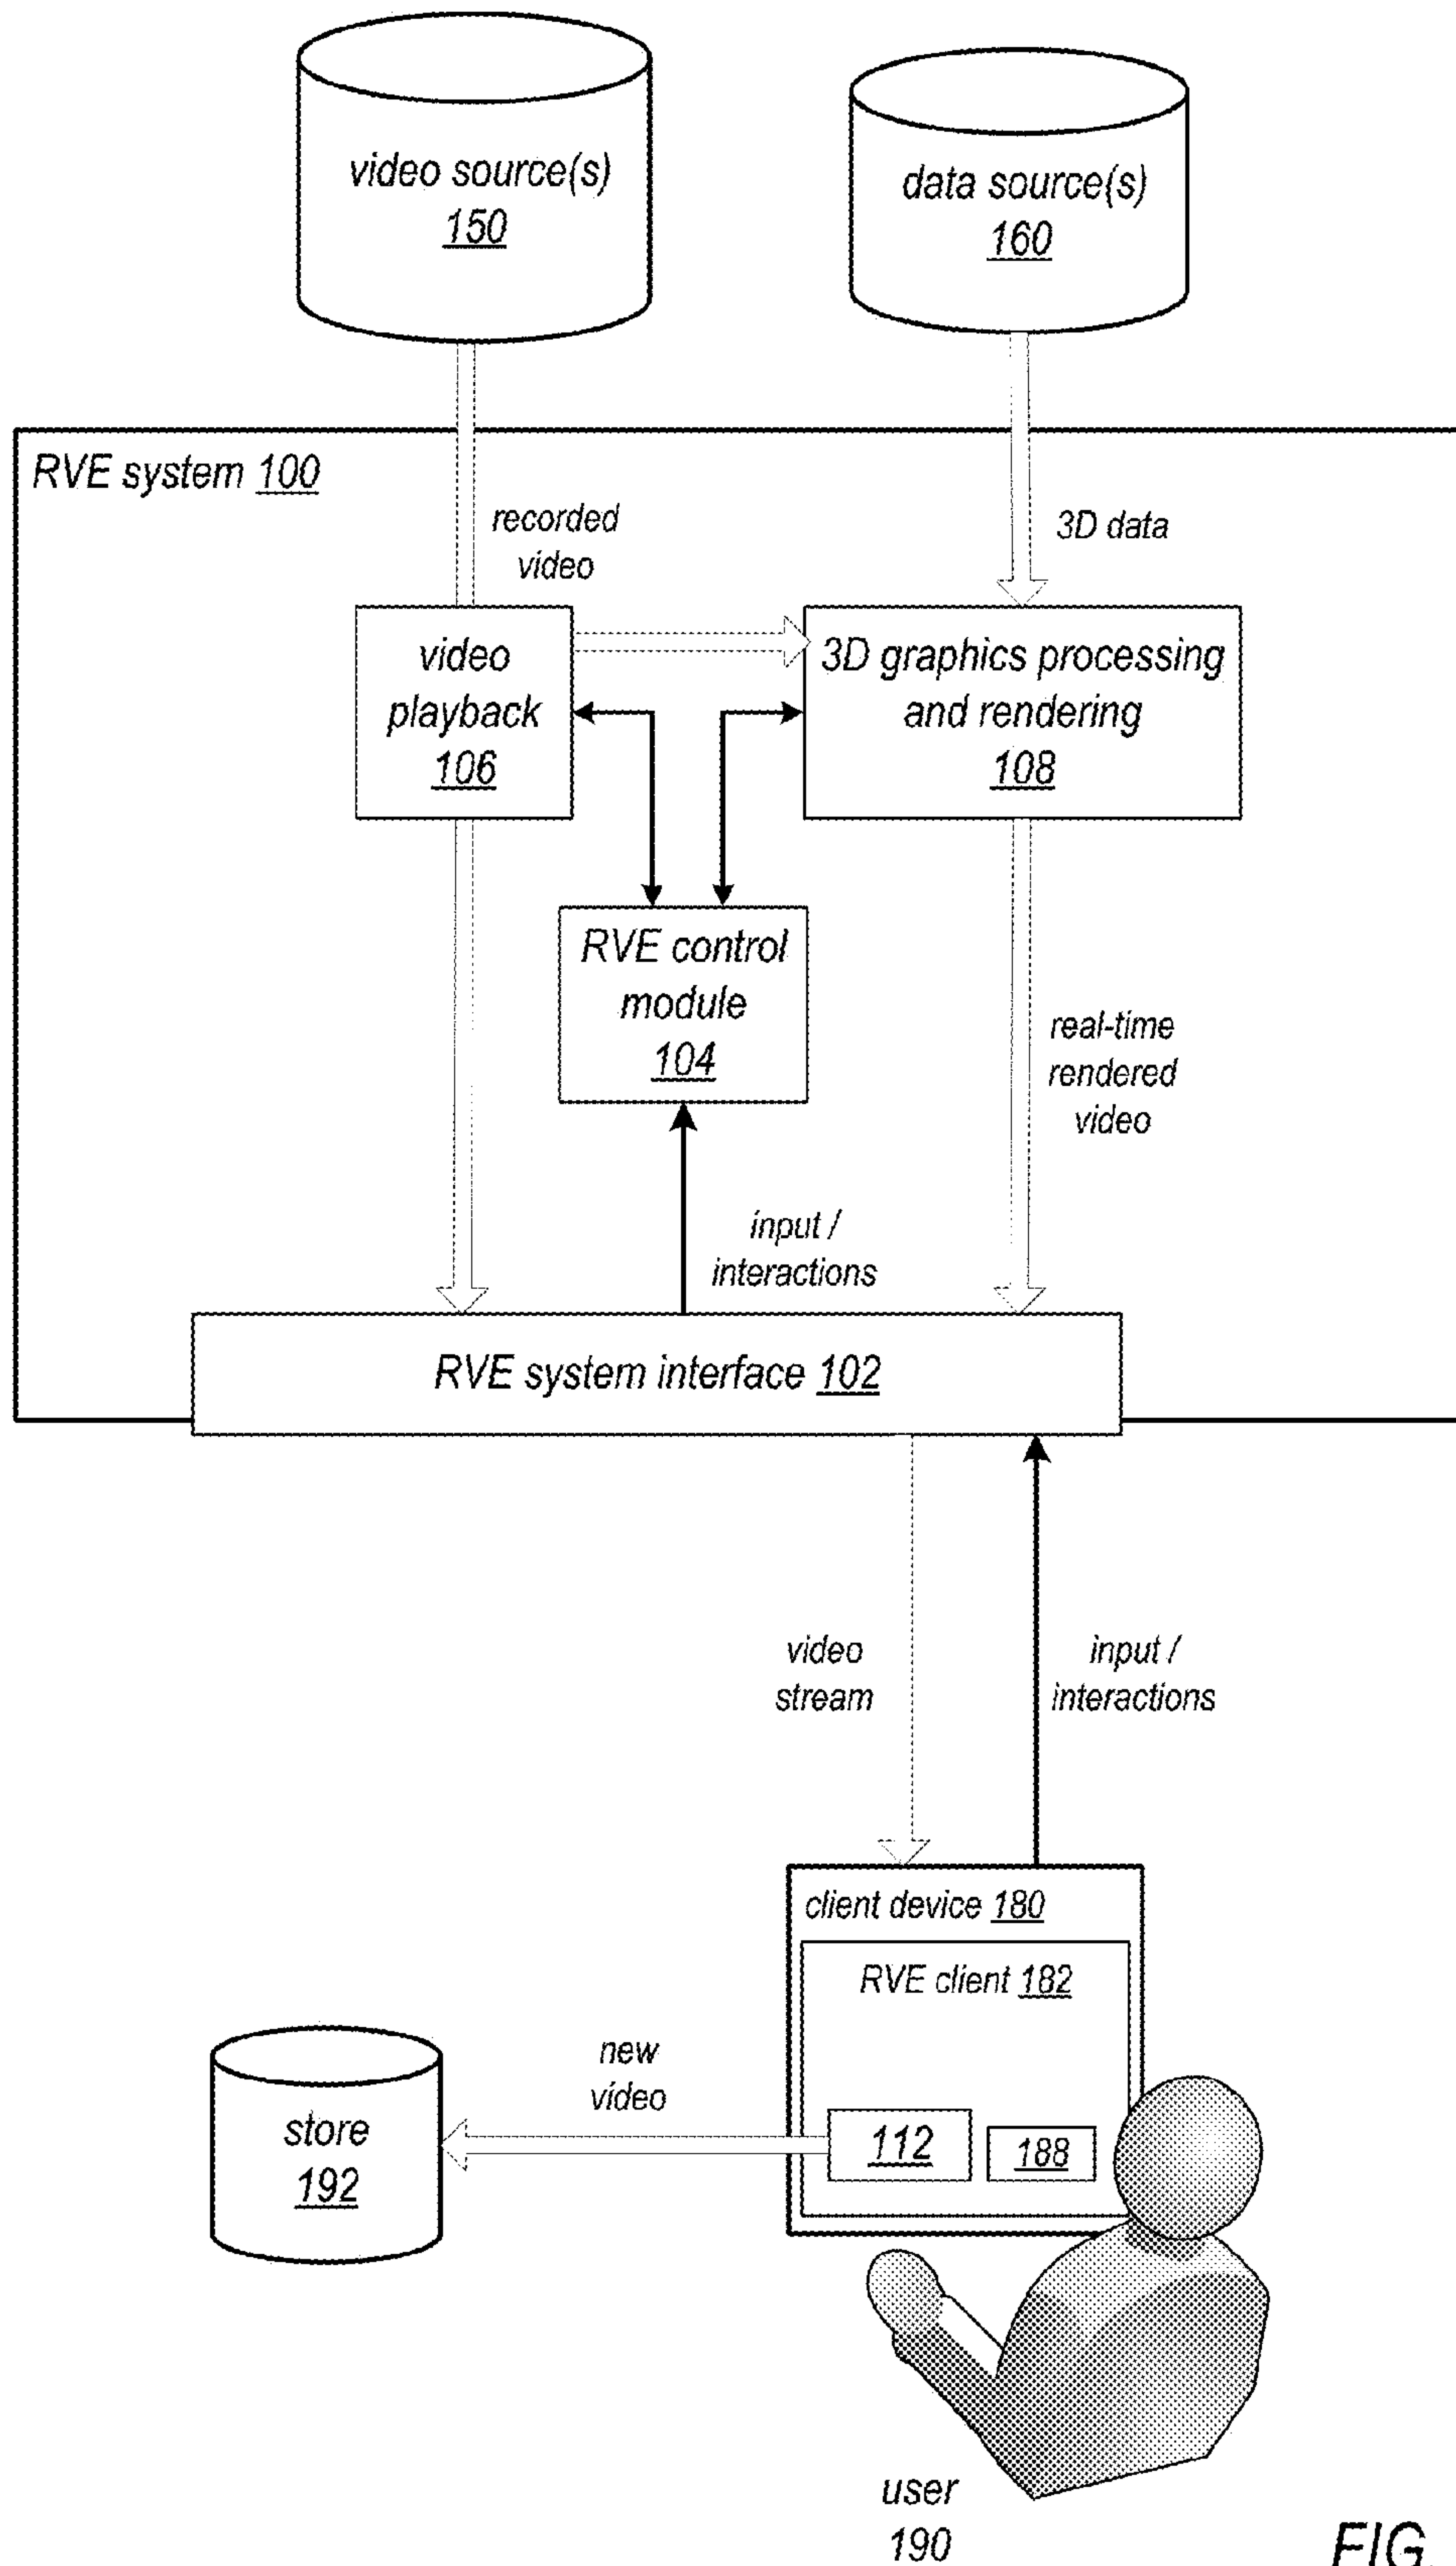 video source(s)
150
data source(s)
160
RVE system 100
recorded
video
3D data
video
playback
106
3D graphics processing
and rendering
108
RVE control
module
104
real-time
rendered
video
input /
interactions
RVE system interface 102
video
stream
input /
interactions
client device 180
RVE client 182
new
video
112
188
store
192
user
190
FIG.